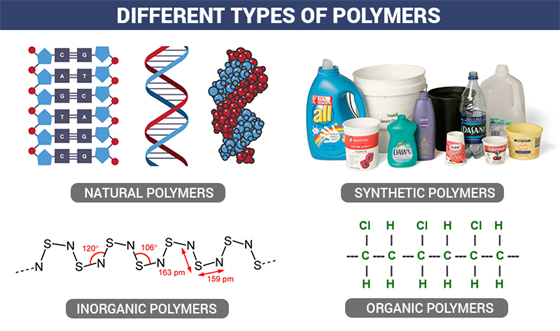 DIFFERENT TYPES OF POLYMERS
C G
A T
G C
T A
C G
all
DAWN
DASANI
NATURAL POLYMERS
SYNTHETIC POLYMERS
S N S N S N S N
120° 106°
N S N S N S N S
163 pm 159 pm
INORGANIC POLYMERS
Cl H Cl H Cl H
C C C C C C
H H H H H H
ORGANIC POLYMERS